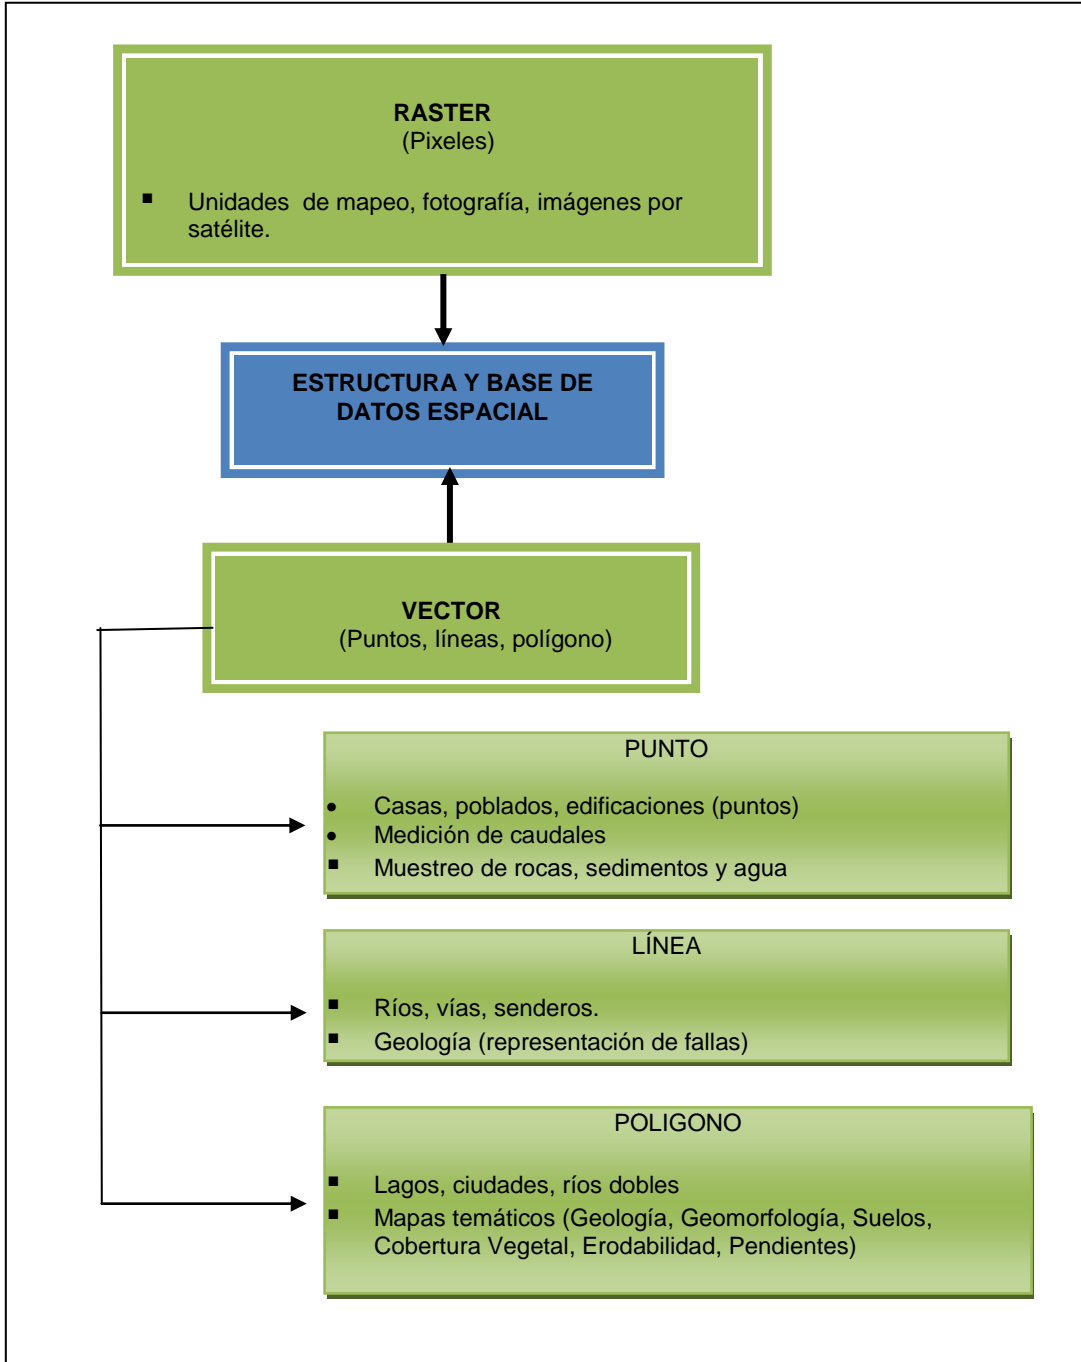 RASTER
(Pixeles)
▪ Unidades de mapeo, fotografía, imágenes por
satélite.
ESTRUCTURA Y BASE DE
DATOS ESPACIAL
VECTOR
(Puntos, líneas, polígono)
PUNTO
• Casas, poblados, edificaciones (puntos)
• Medición de caudales
▪ Muestreo de rocas, sedimentos y agua
LÍNEA
▪ Ríos, vías, senderos.
▪ Geología (representación de fallas)
POLIGONO
▪ Lagos, ciudades, ríos dobles
▪ Mapas temáticos (Geología, Geomorfología, Suelos,
Cobertura Vegetal, Erodabilidad, Pendientes)